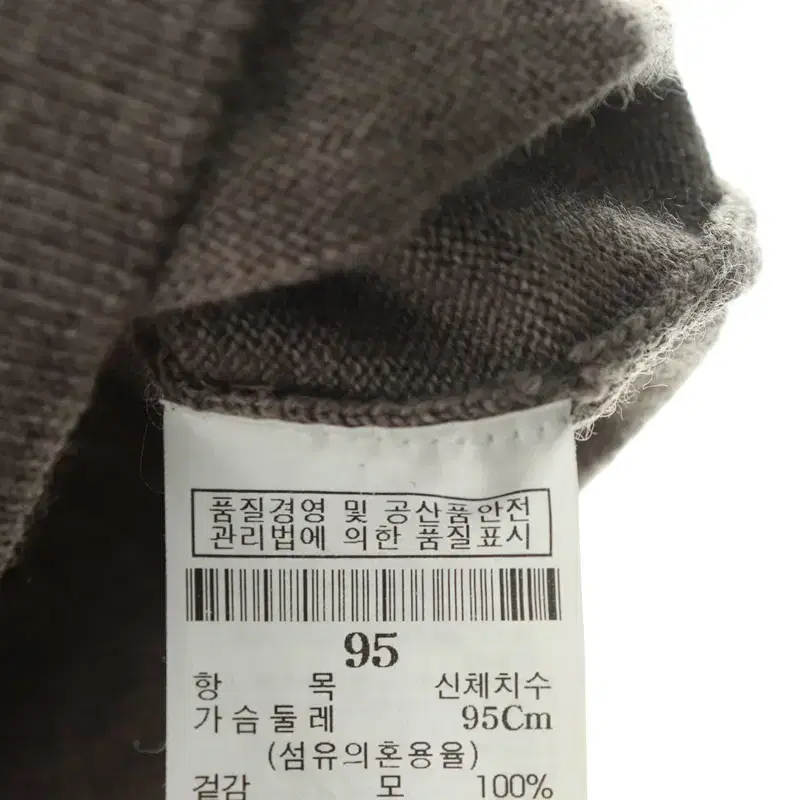 품질경영 및 공산품안전
관리법에 의한 품질표시
95
항 목 신체치수
가슴둘레 95Cm
(섬유의혼용율)
겉감 모 100%